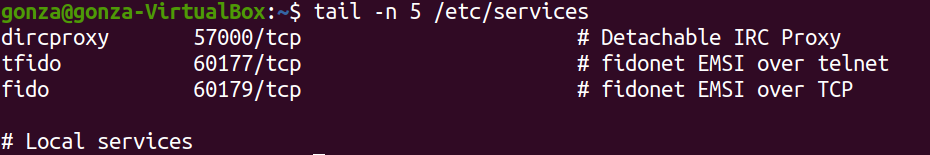 gonza@gonza-VirtualBox:~$ tail -n 5 /etc/services
dircproxy 57000/tcp # Detachable IRC Proxy
tfido 60177/tcp # fidonet EMSI over telnet
fido 60179/tcp # fidonet EMSI over TCP
# Local services